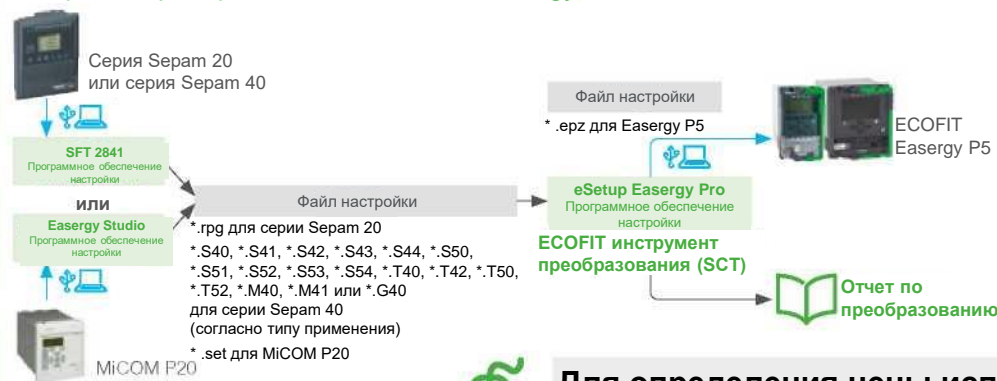 Серия Sepam 20
или серия Sepam 40
SFT 2841
Программное обеспечение
настройки
или
Easergy Studio
Программное обеспечение
настройки
MiCOM P20
Файл настройки
*.rpg для серии Sepam 20
*.S40, *.S41, *.S42, *.S43, *.S44, *.S50,
*.S51, *.S52, *.S53, *.S54, *.T40, *.T42, *.T50,
*.T52, *.M40, *.M41 или *.G40
для серии Sepam 40
(согласно типу применения)
* .set для MiCOM P20
Файл настройки
* .epz для Easergy P5
eSetup Easergy Pro
Программное обеспечение
настройки
ECOFIT инструмент
преобразования (SCT)
ECOFIT
Easergy P5
Отчет по
преобразованию